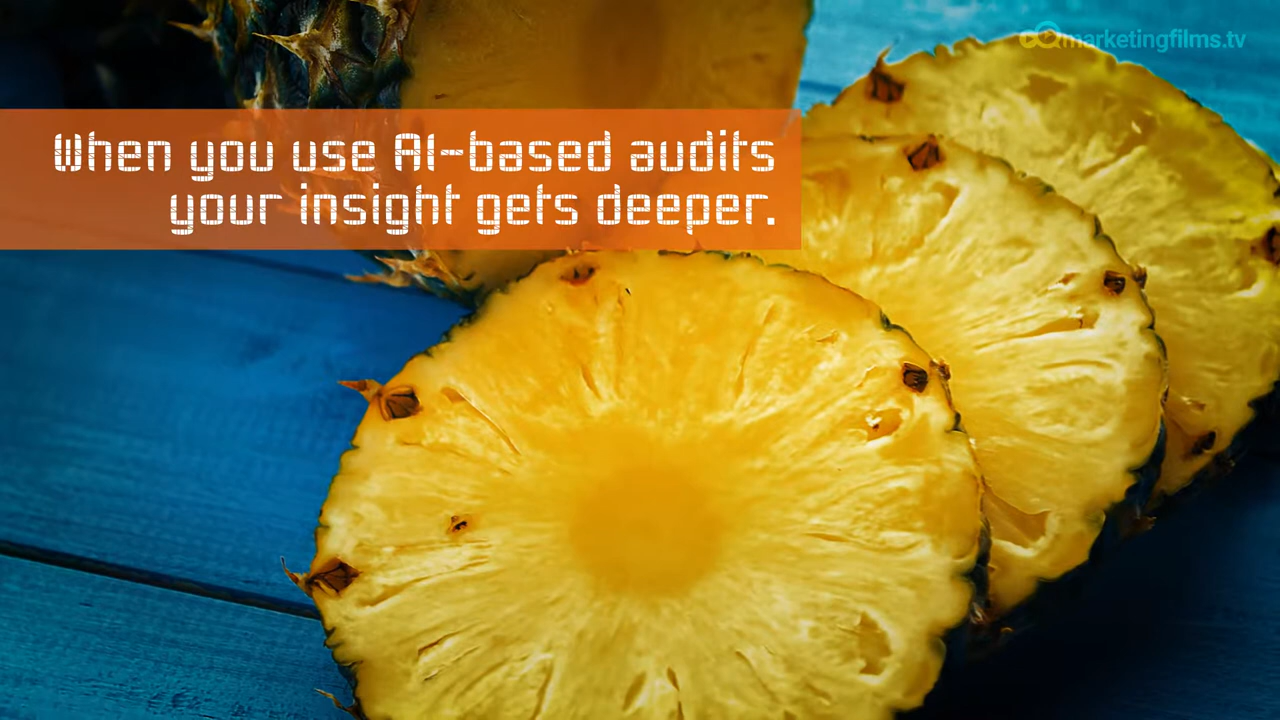 marketingfilms.tv
When you use AI-based audits
your insight gets deeper.